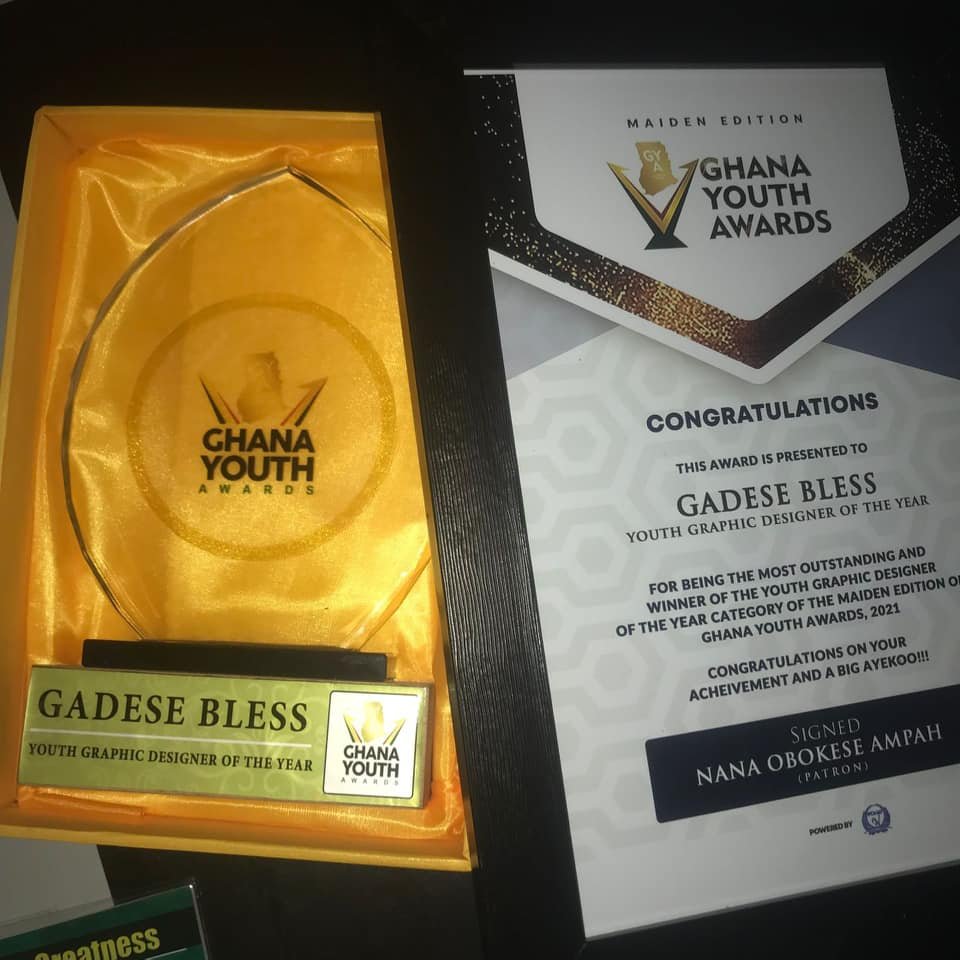 GHANA
YOUTH
AWARDS
GADESE BLESS
YOUTH GRAPHIC DESIGNER OF THE YEAR
GHANA
YOUTH
AWARDS
MAIDEN EDITION
GY
A
GHANA
YOUTH
AWARDS
CONGRATULATIONS
THIS AWARD IS PRESENTED TO
GADESE BLESS
YOUTH GRAPHIC DESIGNER OF THE YEAR
FOR BEING THE MOST OUTSTANDING AND
WINNER OF THE YOUTH GRAPHIC DESIGNER
OF THE YEAR CATEGORY OF THE MAIDEN EDITION OF
GHANA YOUTH AWARDS, 2021
CONGRATULATIONS ON YOUR
ACHEIVEMENT AND A BIG AYEKOO!!!
SIGNED
NANA OBOKESE AMPAH
(PATRON)
POWERED BY
Greatness